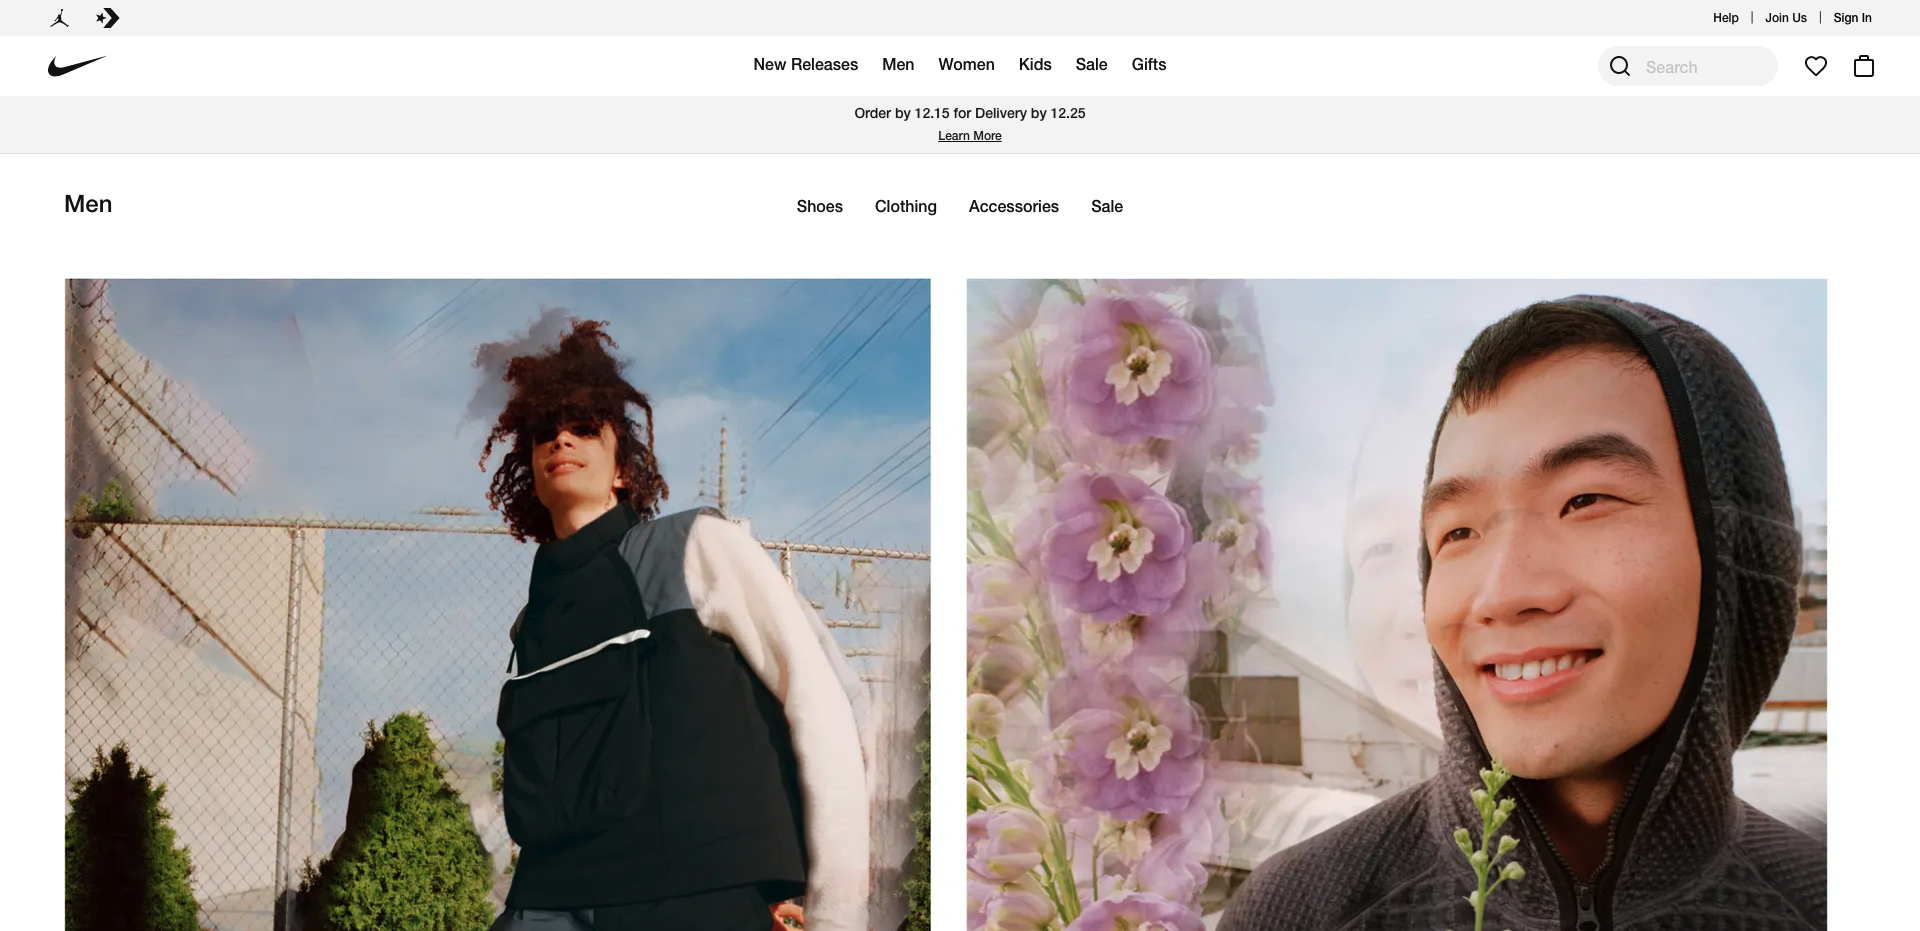 Help | Join Us | Sign In
New Releases Men Women Kids Sale Gifts Search
Order by 12.15 for Delivery by 12.25
Learn More
Men Shoes Clothing Accessories Sale